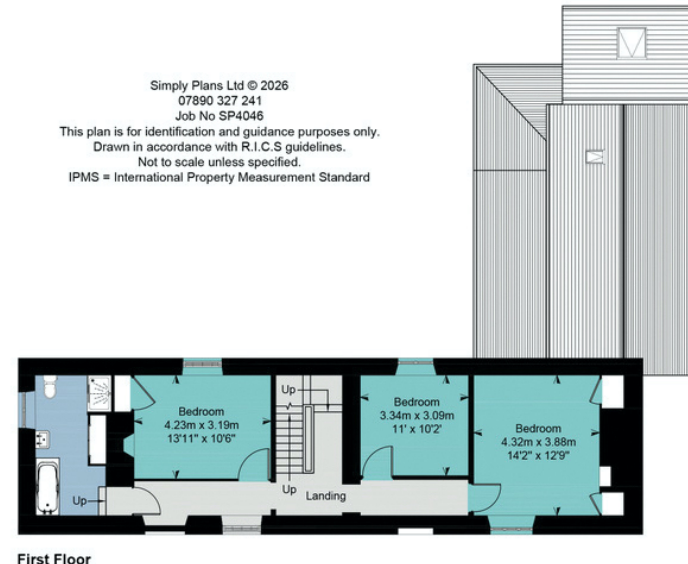 Simply Plans Ltd © 2026
07890 327 241
Job No SP4046
This plan is for identification and guidance purposes only.
Drawn in accordance with R.I.C.S guidelines.
Not to scale unless specified.
IPMS = International Property Measurement Standard
Up
Bedroom
4.23m x 3.19m
13'11" x 10'6"
Bedroom
3.34m x 3.09m
11' x 10'2'
Bedroom
4.32m x 3.88m
14'2" x 12'9"
Up
Landing
Up
First Floor